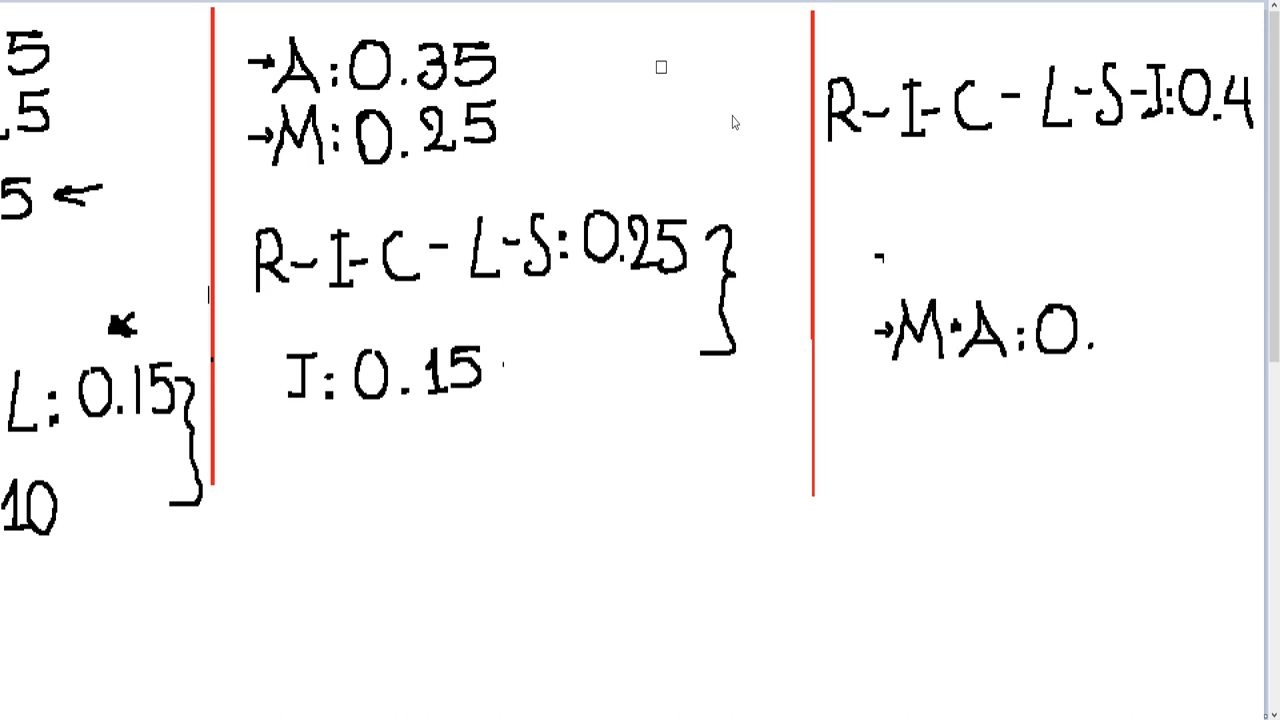 5
.5
5 ←
L: 0.15}
10
→A:0.35
→M:0.25
R-I-C-L-S:0.25}
J:0.15
R-I-C-L-S-J:0.4
→M·A:0.